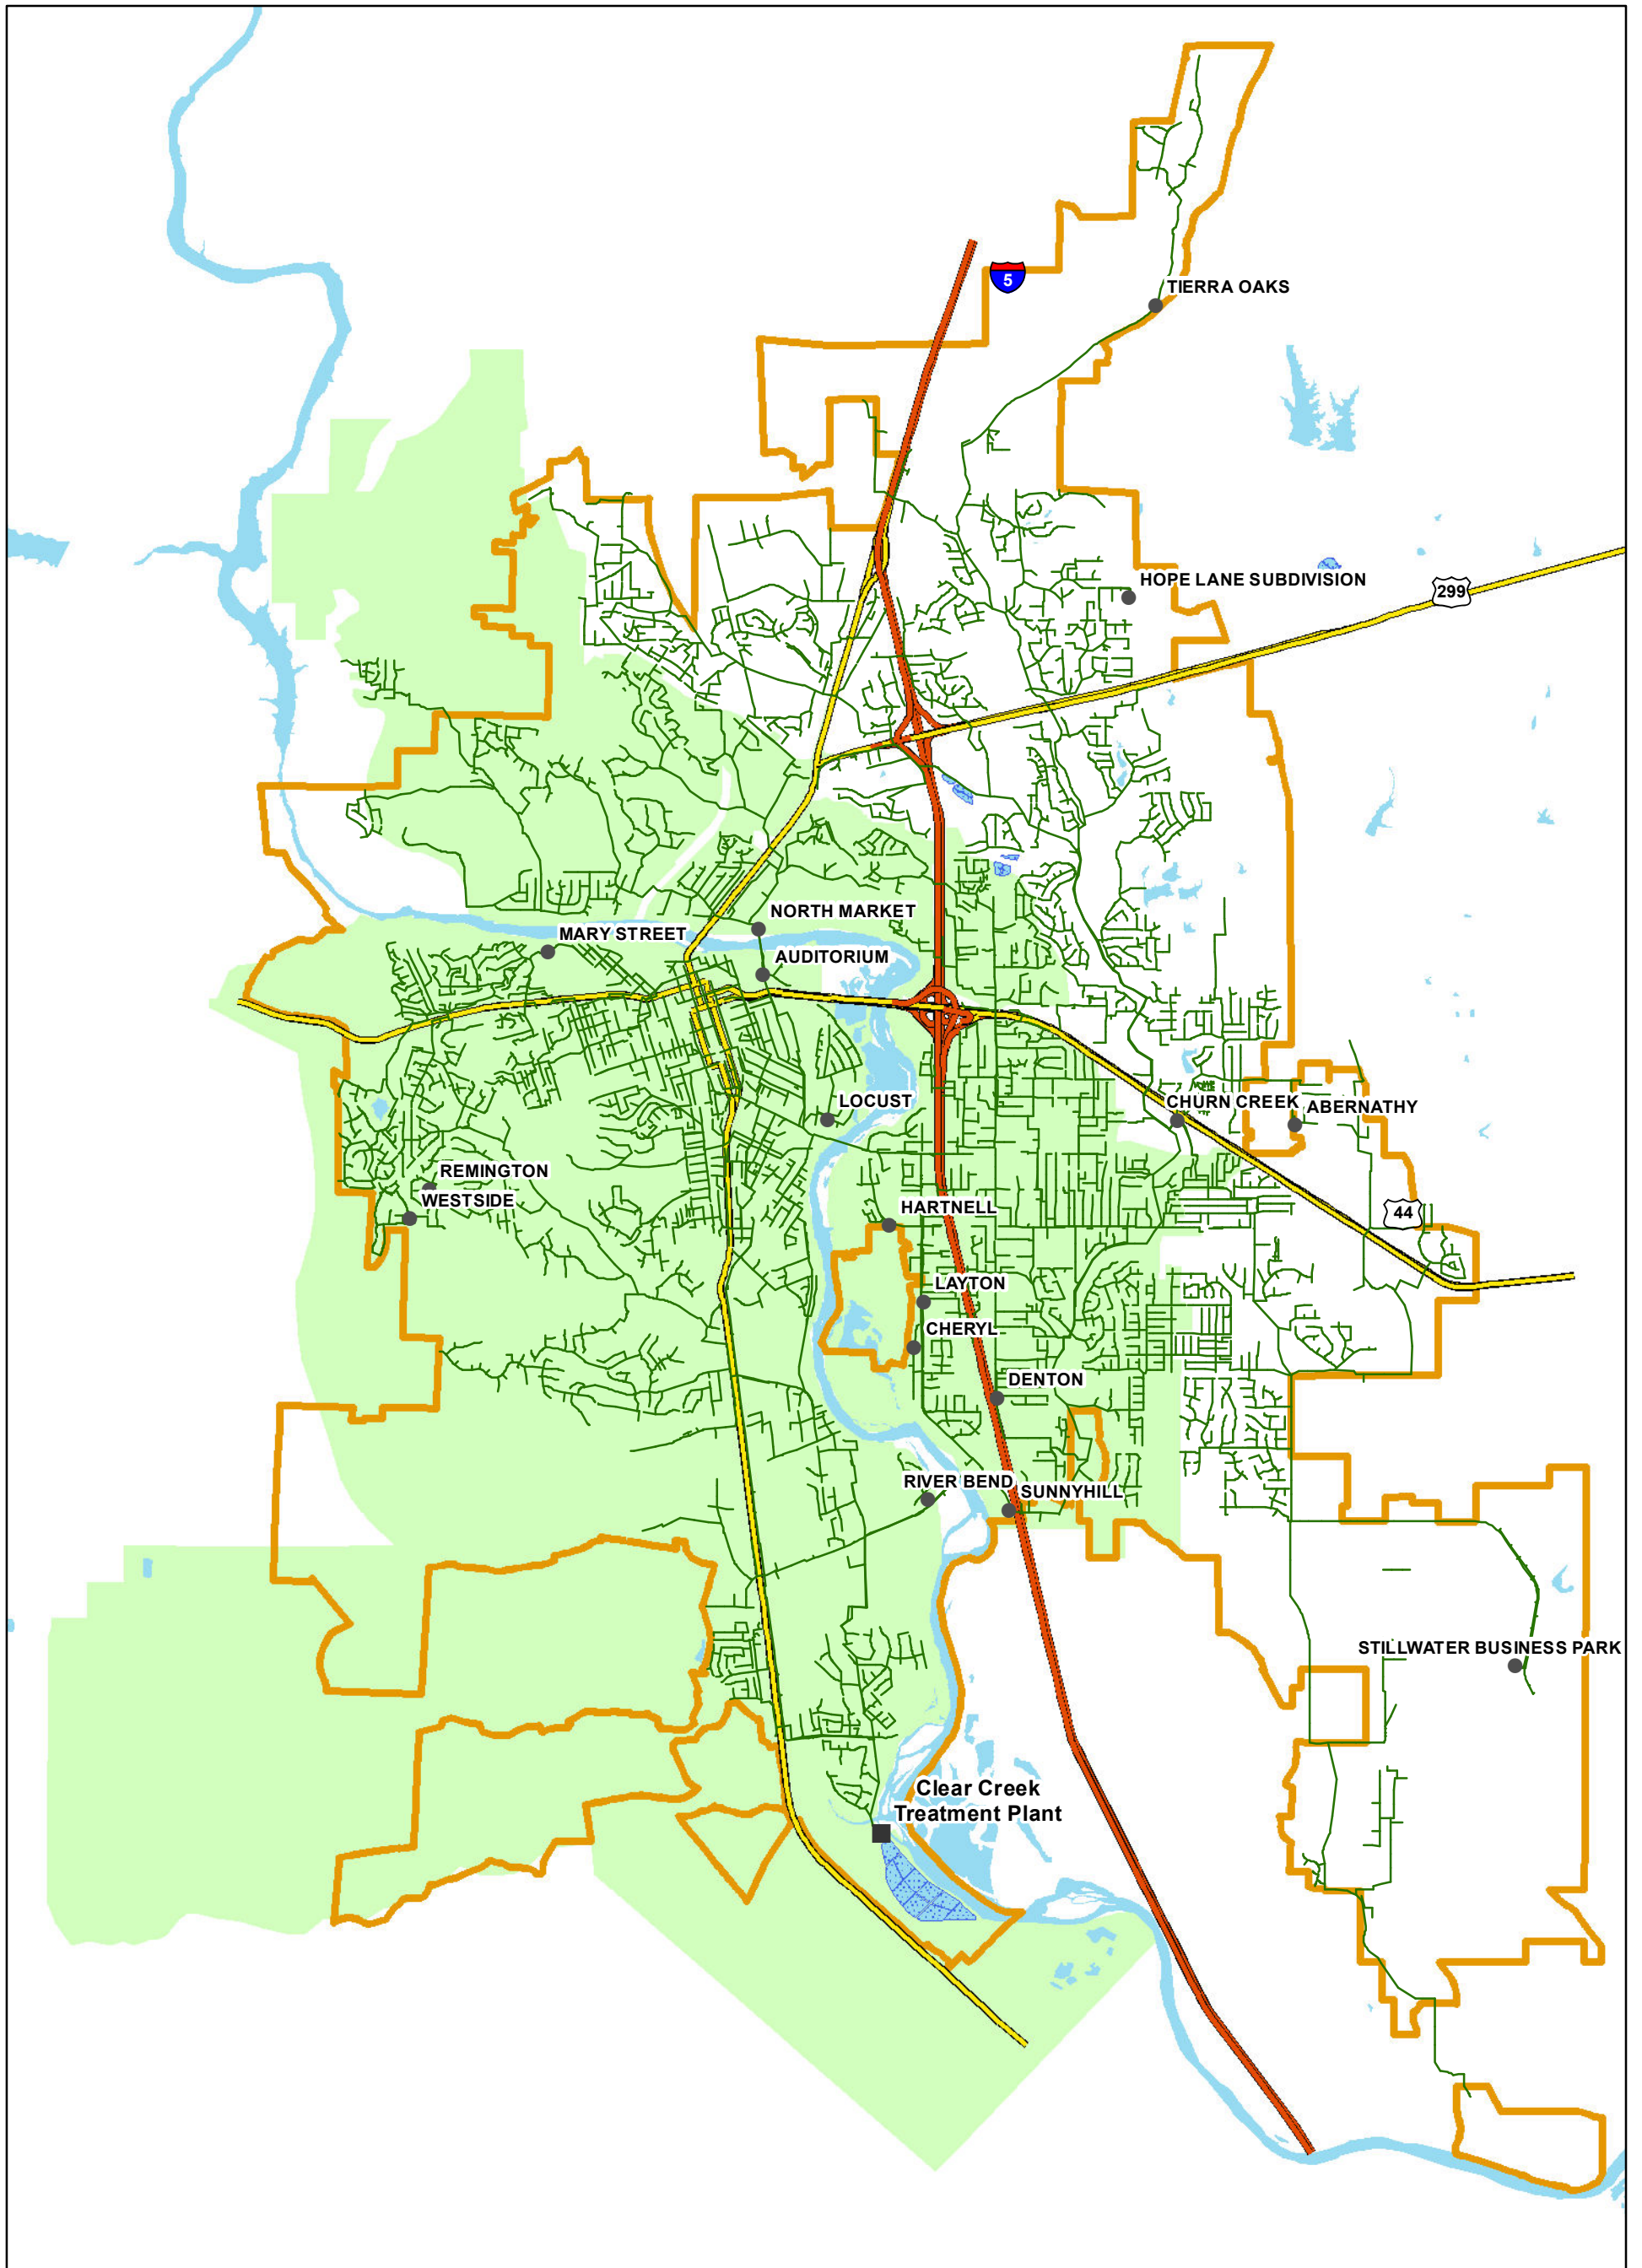 5
TIERRA OAKS
HOPE LANE SUBDIVISION
299
NORTH MARKET
MARY STREET
AUDITORIUM
LOCUST
CHURN CREEK
ABERNATHY
REMINGTON
WESTSIDE
HARTNELL
44
LAYTON
CHERYL
DENTON
RIVER BEND
SUNNYHILL
STILLWATER BUSINESS PARK
Clear Creek
Treatment Plant